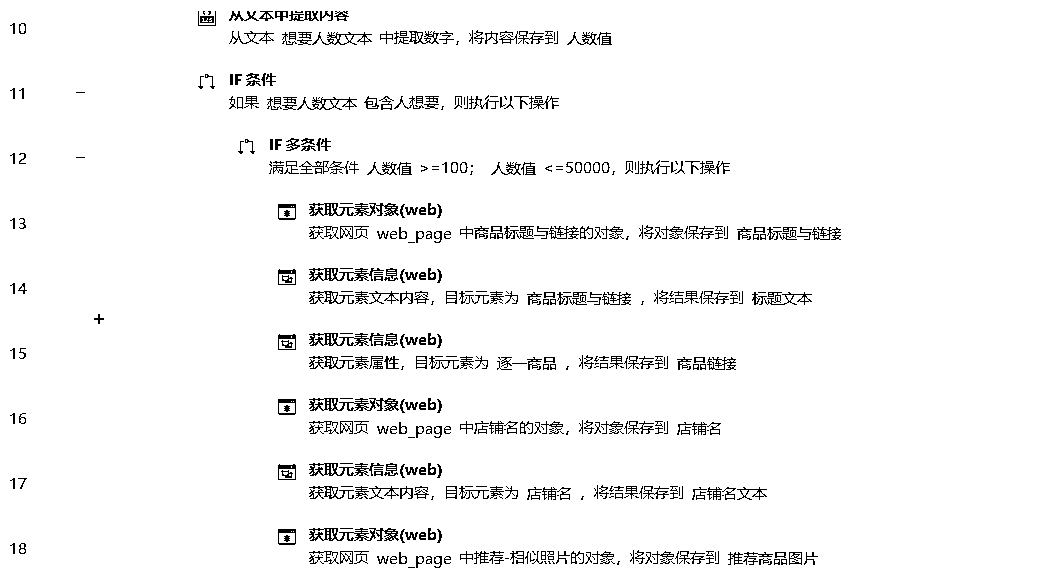 10 从文本中提取内容
从文本 想要人数文本 中提取数字，将内容保存到 人数值
11 IF 条件
如果 想要人数文本 包含人想要，则执行以下操作
12 IF 多条件
满足全部条件 人数值 >=100； 人数值 <=50000，则执行以下操作
13 获取元素对象(web)
获取网页 web_page 中商品标题与链接的对象，将对象保存到 商品标题与链接
14 获取元素信息(web)
获取元素文本内容，目标元素为 商品标题与链接 ，将结果保存到 标题文本
15 获取元素信息(web)
获取元素属性，目标元素为 逐一商品 ，将结果保存到 商品链接
16 获取元素对象(web)
获取网页 web_page 中店铺名的对象，将对象保存到 店铺名
17 获取元素信息(web)
获取元素文本内容，目标元素为 店铺名 ，将结果保存到 店铺名文本
18 获取元素对象(web)
获取网页 web_page 中推荐-相似照片的对象，将对象保存到 推荐商品图片